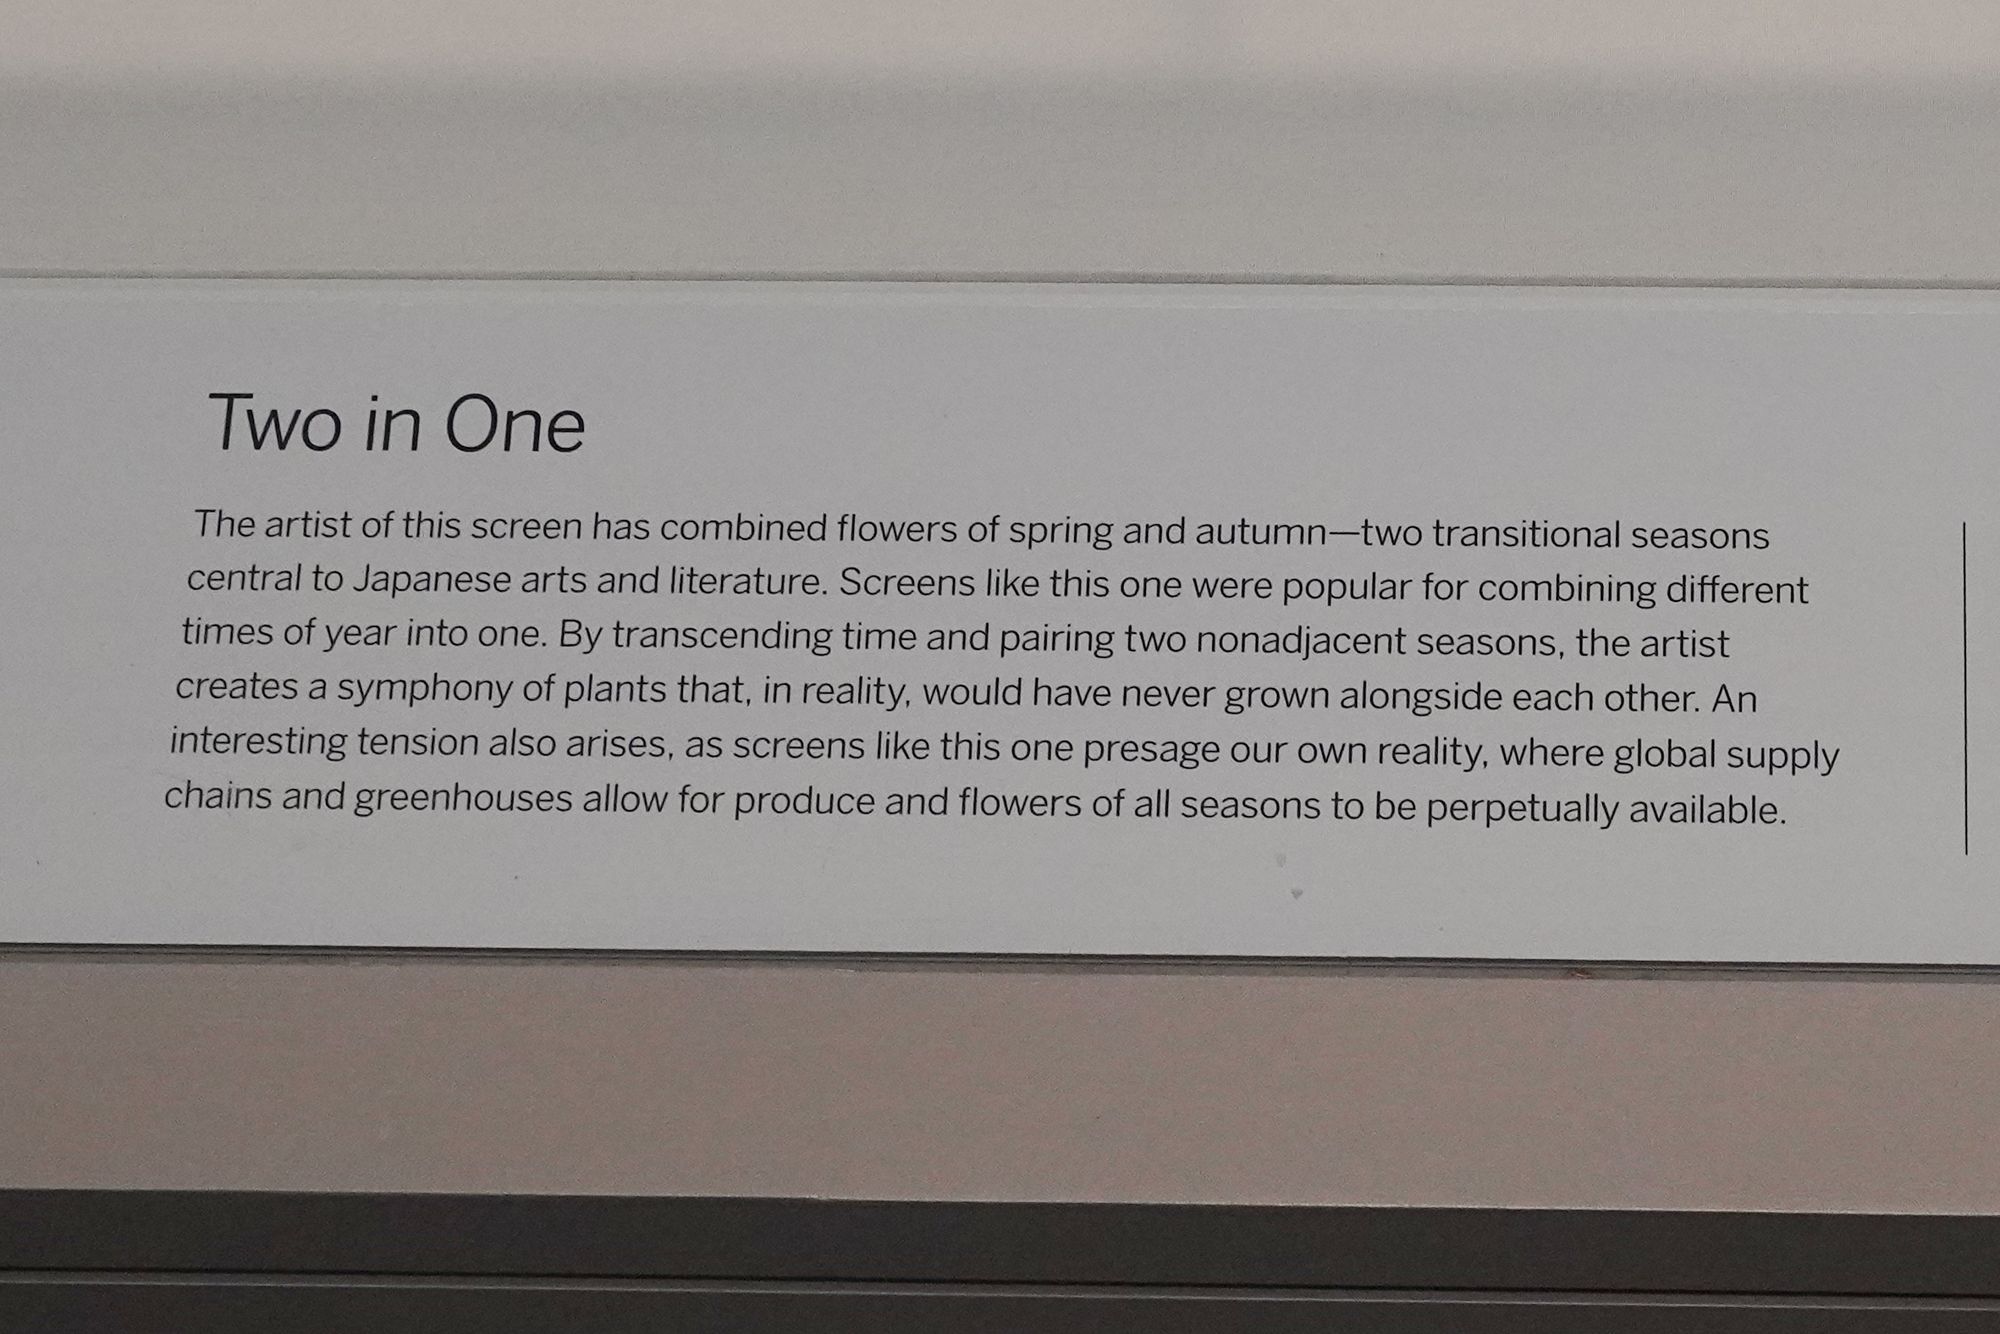 Two in One
The artist of this screen has combined flowers of spring and autumn—two transitional seasons
central to Japanese arts and literature. Screens like this one were popular for combining different
times of year into one. By transcending time and pairing two nonadjacent seasons, the artist
creates a symphony of plants that, in reality, would have never grown alongside each other. An
interesting tension also arises, as screens like this one presage our own reality, where global supply
chains and greenhouses allow for produce and flowers of all seasons to be perpetually available.